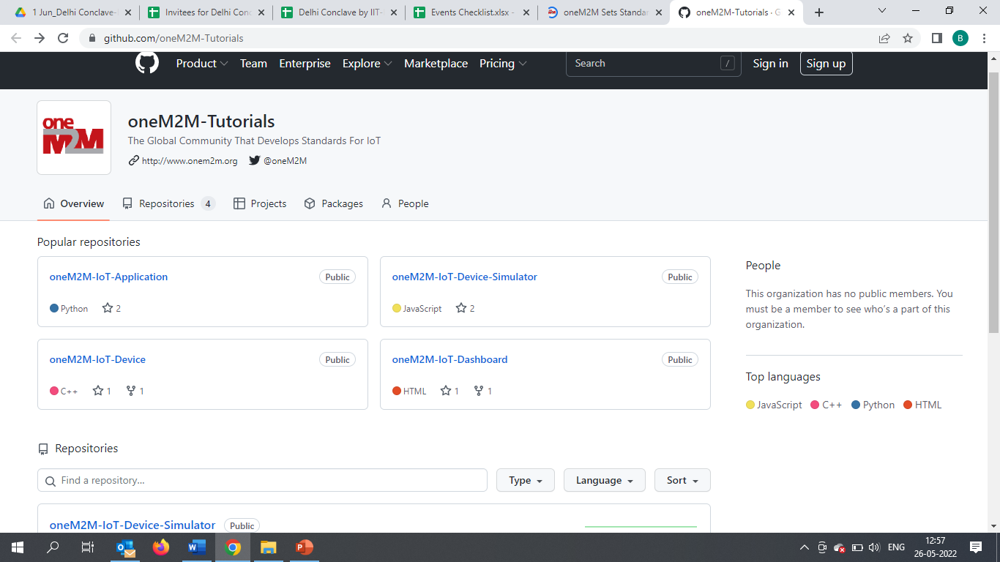 1 Jun_Delhi Conclave-
Invitees for Delhi Conc
Delhi Conclave by IIT-
Events Checklist.xlsx -
oneM2M Sets Standar
oneM2M-Tutorials · G
github.com/oneM2M-Tutorials
B
Product Team Enterprise Explore Marketplace Pricing Search / Sign in Sign up
one
M2M
oneM2M-Tutorials
The Global Community That Develops Standards For IoT
http://www.onem2m.org @oneM2M
Overview Repositories 4 Projects Packages People
Popular repositories
oneM2M-IoT-Application Public
Python 2
oneM2M-IoT-Device-Simulator Public
JavaScript 2
oneM2M-IoT-Device Public
C++ 1 1
oneM2M-IoT-Dashboard Public
HTML 1 1
People
This organization has no public members. You
must be a member to see who's a part of this
organization.
Top languages
JavaScript C++ Python HTML
Repositories
Find a repository... Type Language Sort
oneM2M-IoT-Device-Simulator Public
ENG
12:57
26-05-2022